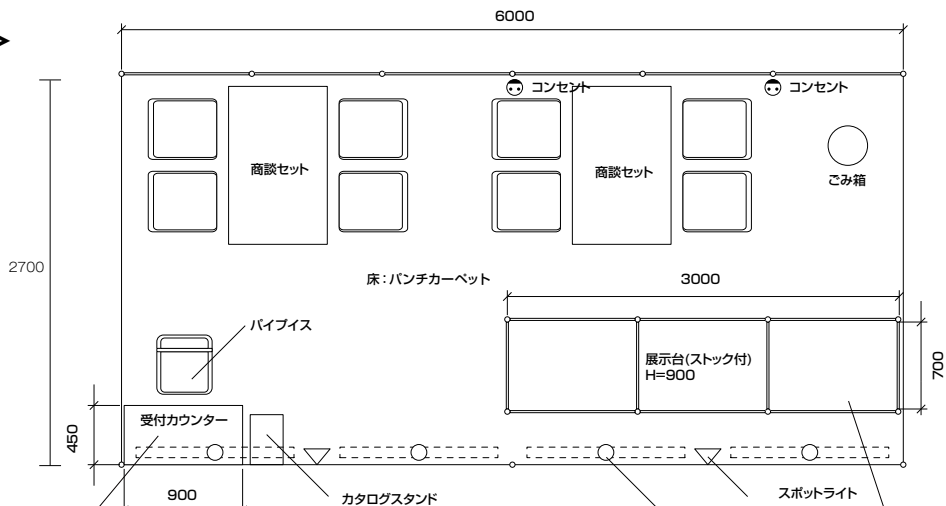 6000
コンセント
コンセント
商談セット
商談セット
ごみ箱
2700
床：パンチカーペット
3000
パイプイス
展示台(ストック付)
H=900
700
受付カウンター
450
900
カタログスタンド
スポットライト